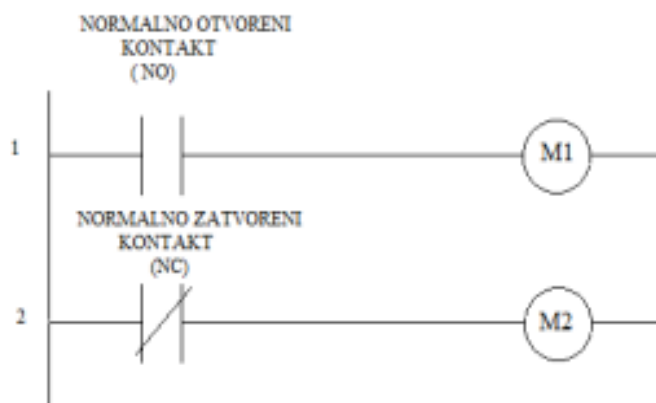 NORMALNO OTVORENI
KONTAKT
( NO)
1
M1
NORMALNO ZATVORENI
KONTAKT
(NC)
2
M2